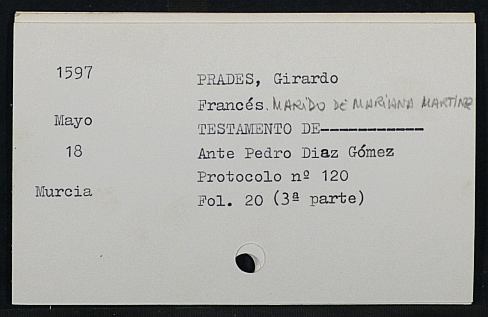 1597
PRADES, Girardo
Francés. MARIDO DE MARIANA MARTINEZ
Mayo
TESTAMENTO DE------------
18
Ante Pedro Diaz Gómez
Protocolo nº 120
Murcia
Fol. 20 (3ª parte)